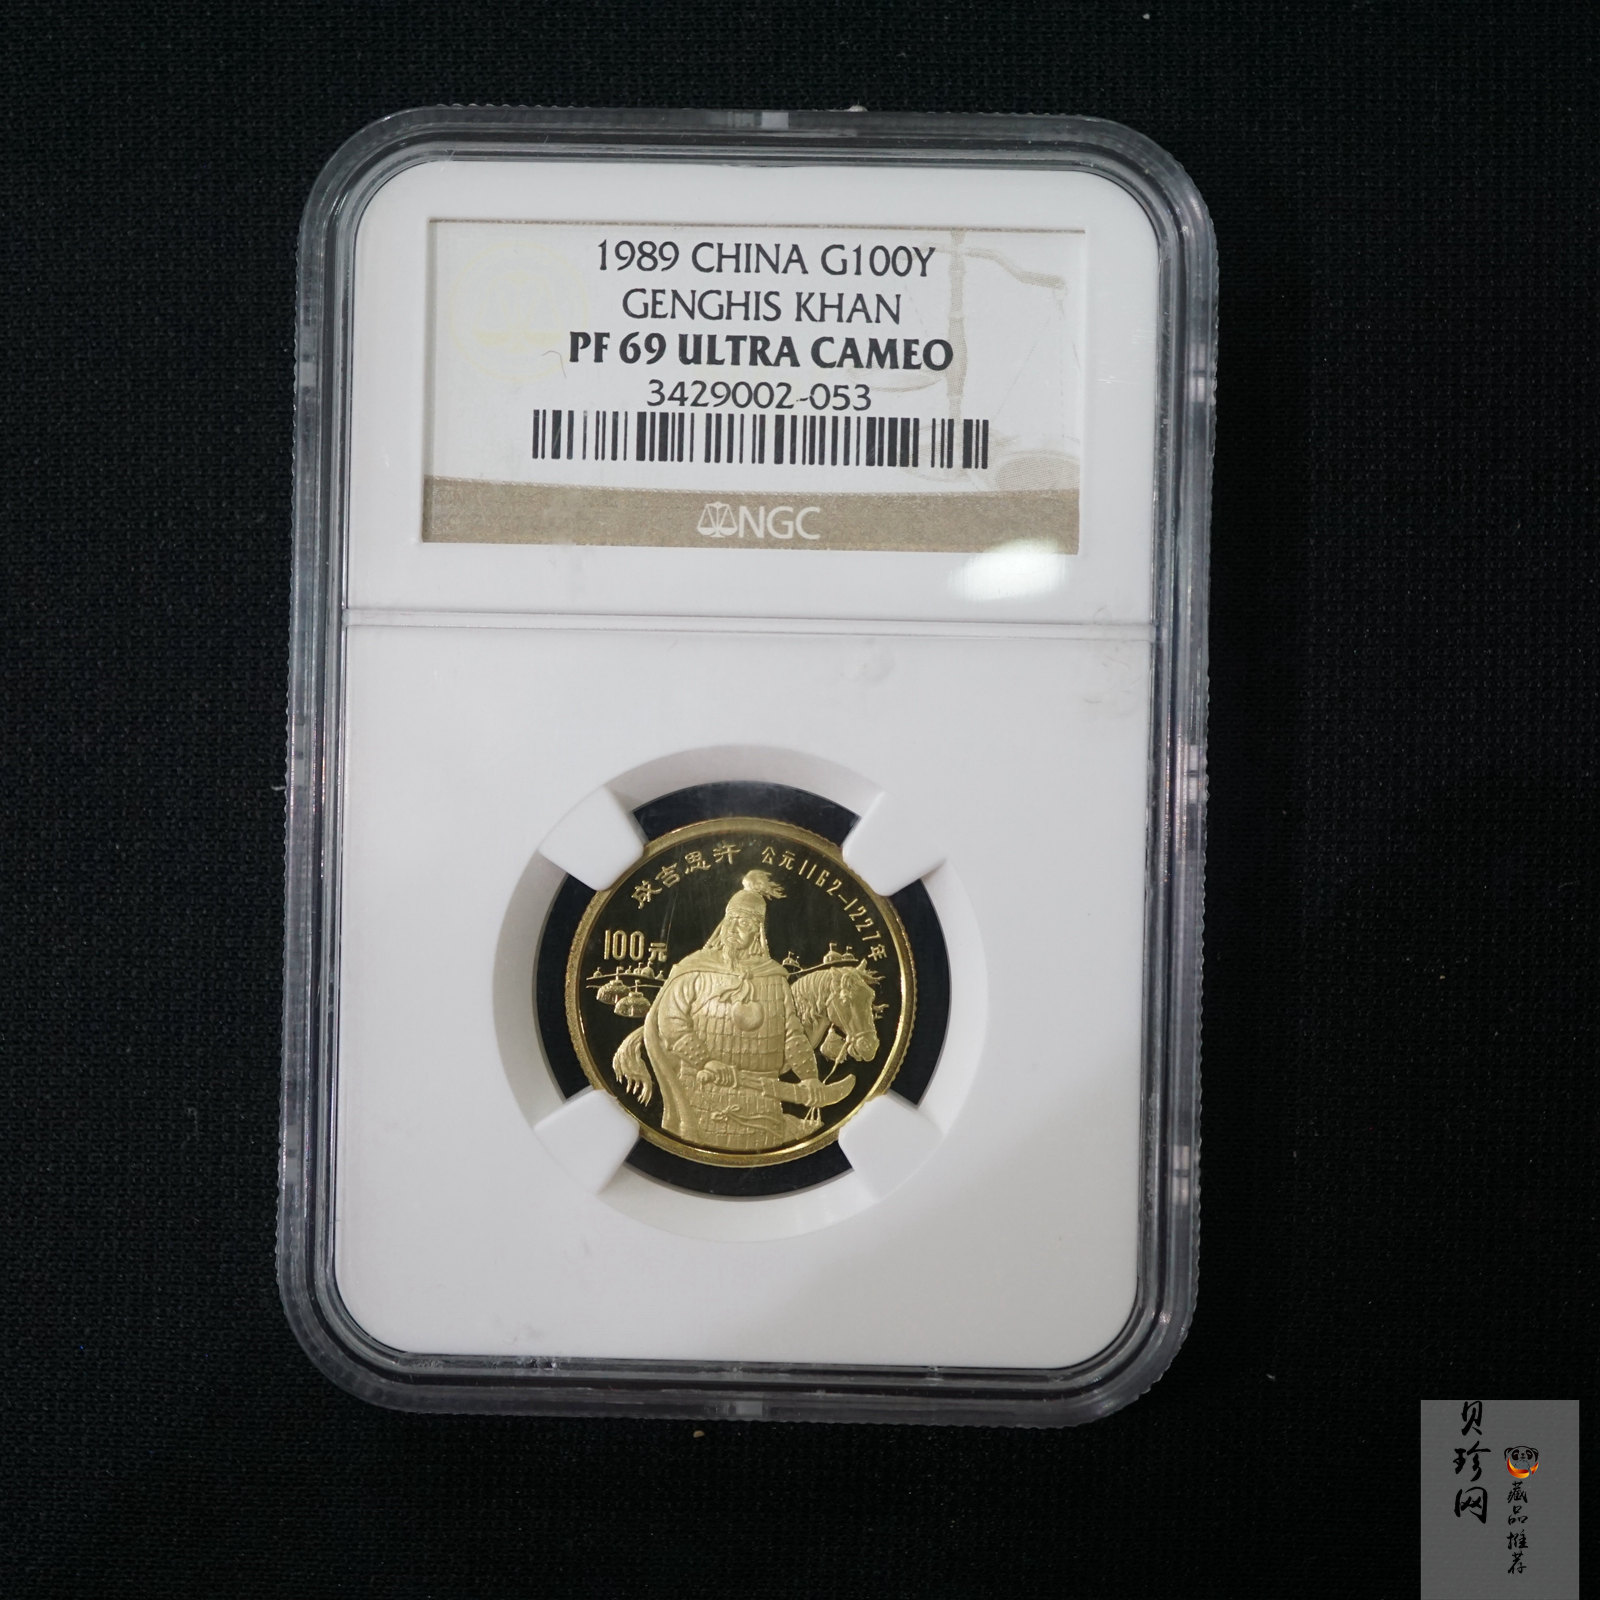 1989 CHINA G100Y
GENGHIS KHAN
PF 69 ULTRA CAMEO
3429002-053
NGC
成吉思汗 公元1162-1227年
100元
贝珍网
藏品推荐